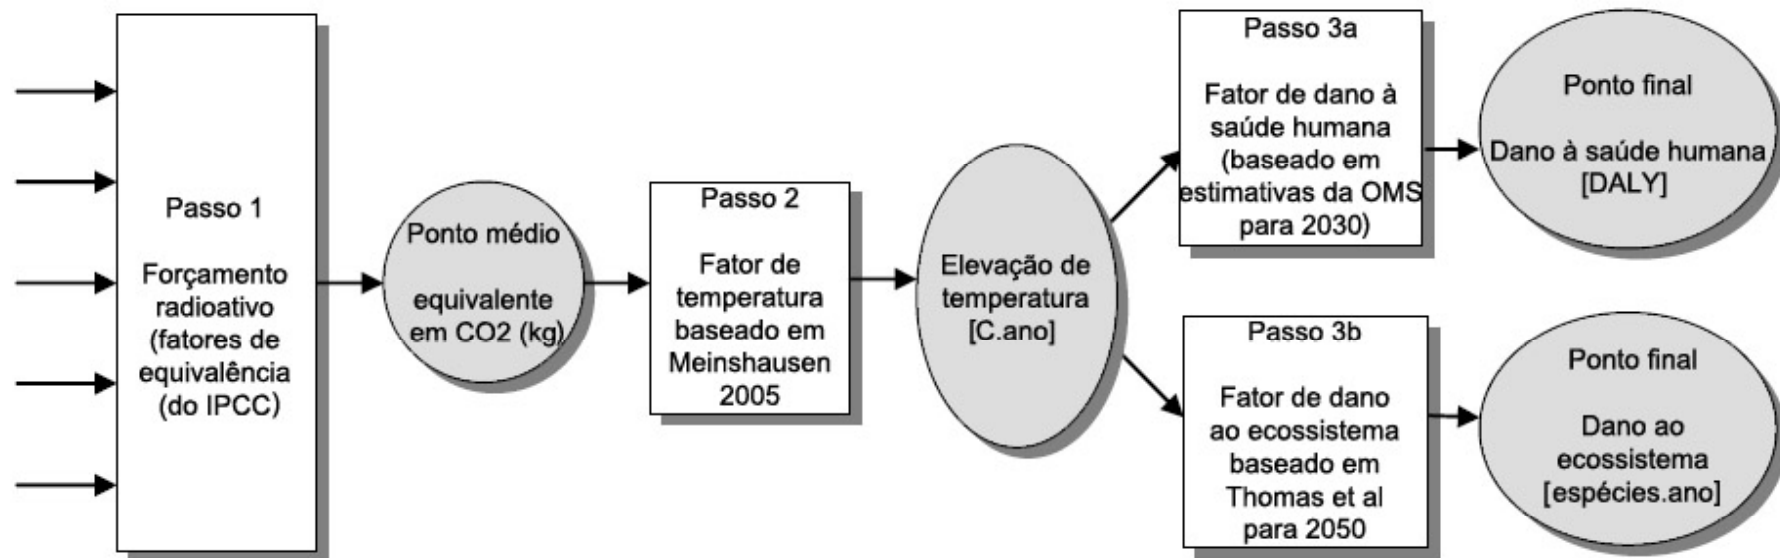 Passo 1
Forçamento
radioativo
(fatores de
equivalência
(do IPCC)
Ponto médio
equivalente
em CO2 (kg)
Passo 2
Fator de
temperatura
baseado em
Meinshausen
2005
Elevação de
temperatura
[C.ano]
Passo 3a
Fator de dano à
saúde humana
(baseado em
estimativas da OMS
para 2030)
Ponto final
Dano à saúde humana
[DALY]
Passo 3b
Fator de dano
ao ecossistema
baseado em
Thomas et al
para 2050
Ponto final
Dano ao
ecossistema
[espécies.ano]